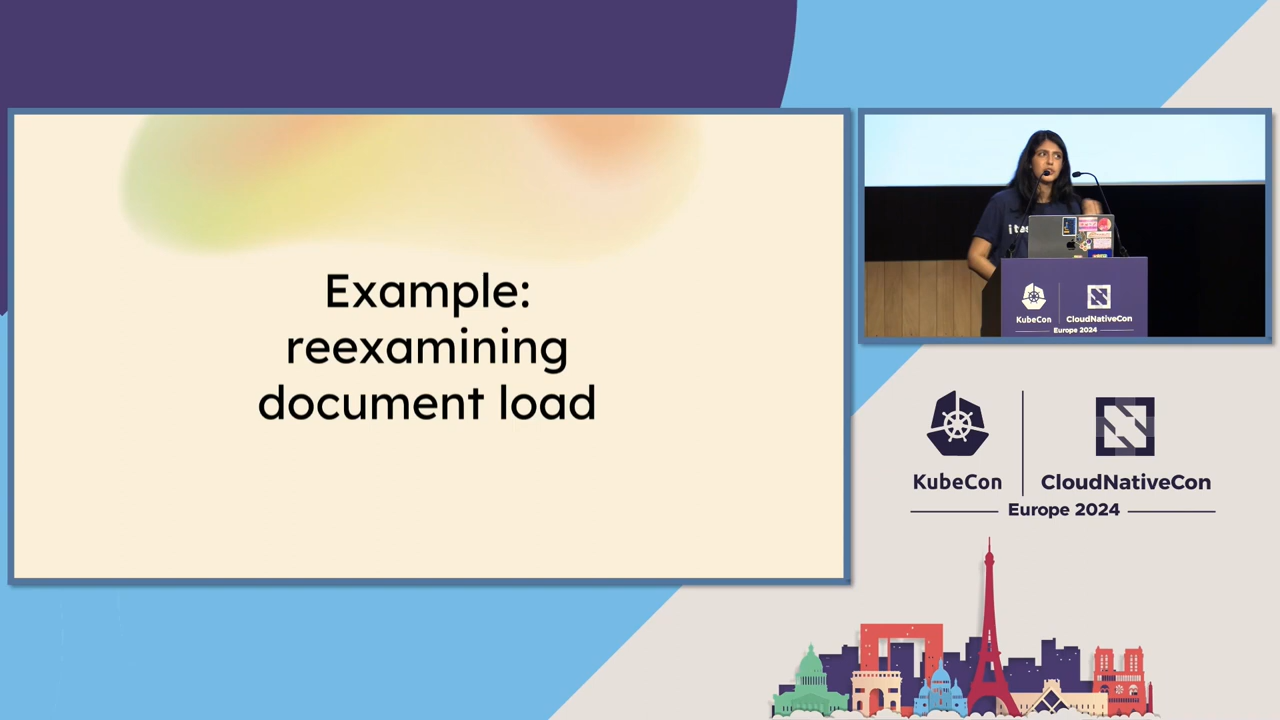 Example:
reexamining
document load
KubeCon
CloudNativeCon
Europe 2024
KubeCon
CloudNativeCon
Europe 2024